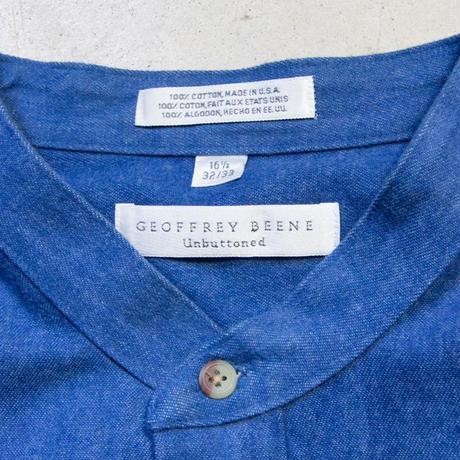 100% COTTON, MADE IN U.S.A.
100% COTON, FAIT AUX ETATS UNIS
100% ALGODON, HECHO EN EE. UU.
16½
32/33
GEOFFREY BEENE
Unbuttoned